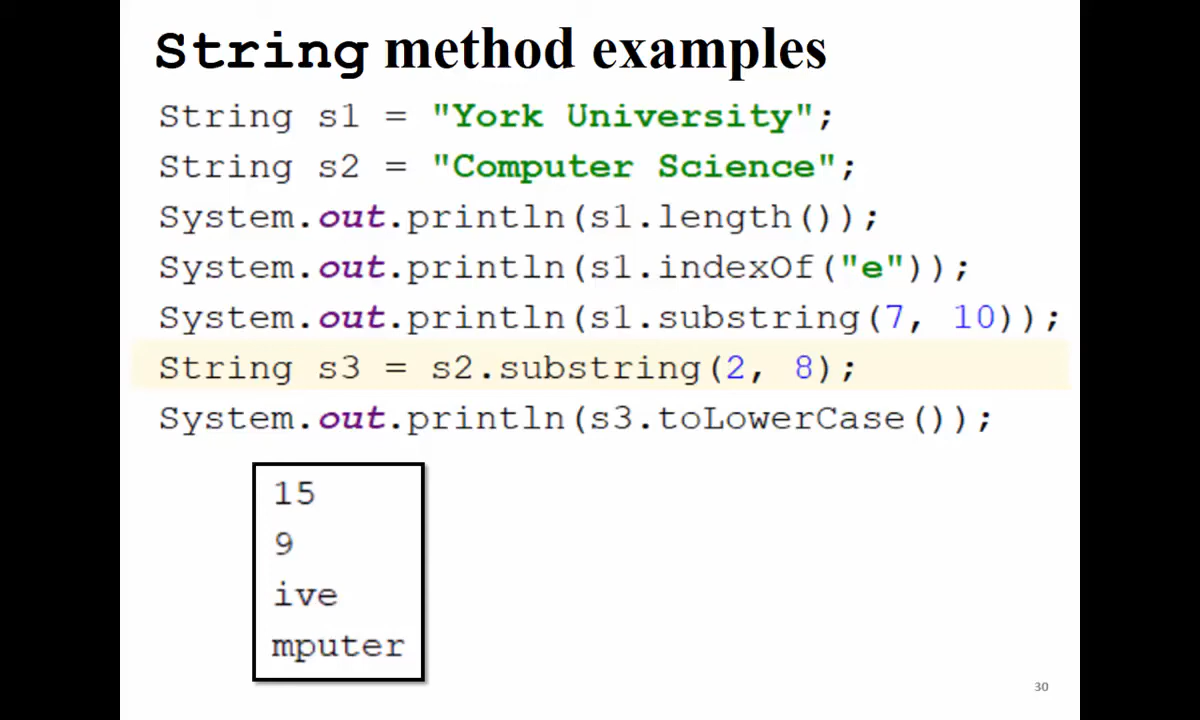 String method examples
String s1 = "York University";
String s2 = "Computer Science";
System.out.println(s1.length());
System.out.println(s1.indexOf("e"));
System.out.println(s1.substring(7, 10));
String s3 = s2.substring(2, 8);
System.out.println(s3.toLowerCase());
15
9
ive
mputer
30